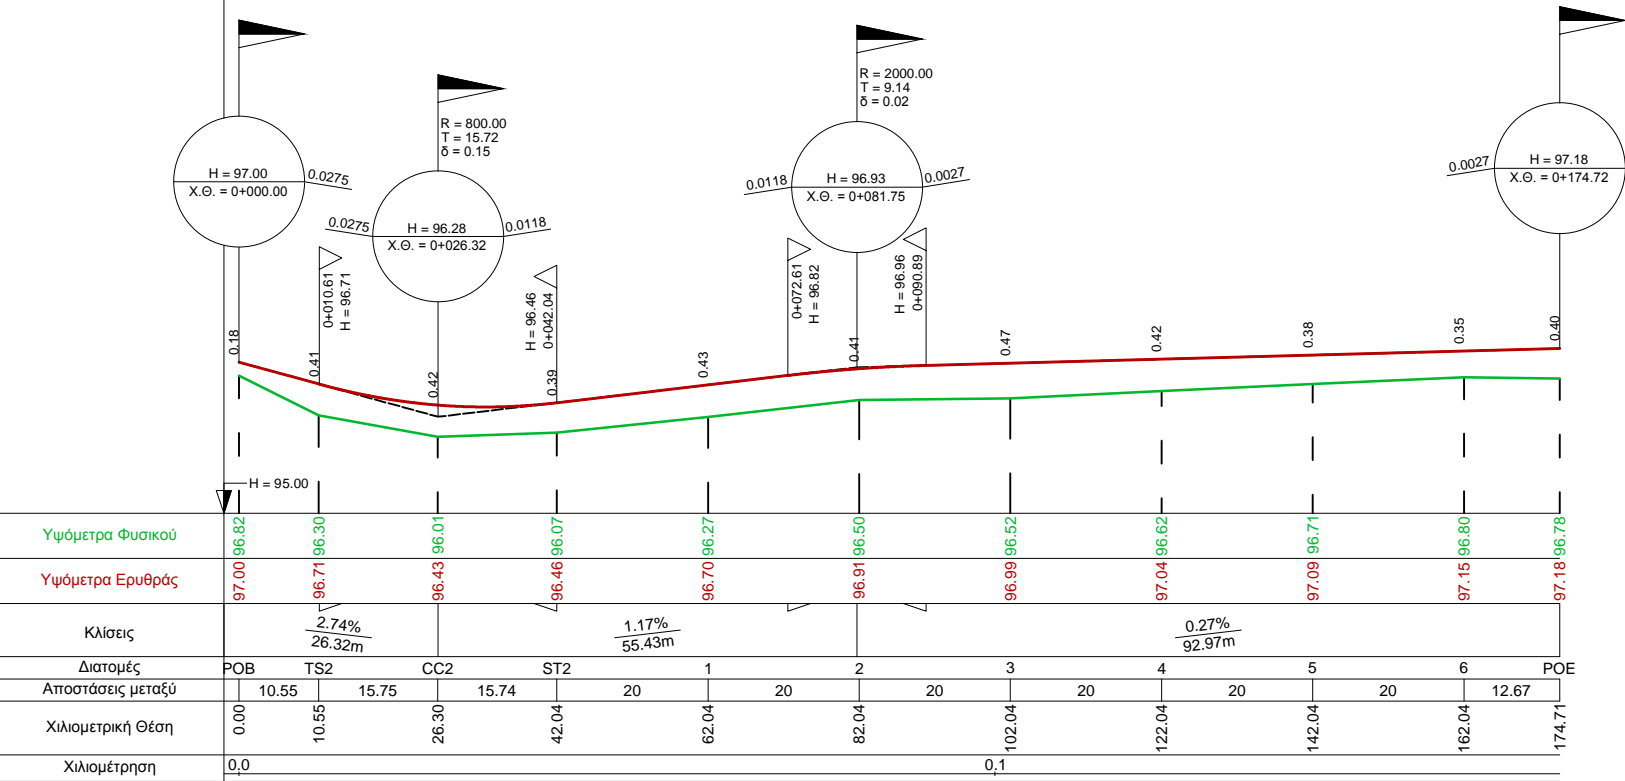 R = 2000.00
T = 9.14
δ = 0.02
R = 800.00
T = 15.72
δ = 0.15
H = 97.00
Χ.Θ. = 0+000.00
0.0275
0.0275
H = 96.28
Χ.Θ. = 0+026.32
0.0118
0.0118
H = 96.93
Χ.Θ. = 0+081.75
0.0027
0.0027
H = 97.18
Χ.Θ. = 0+174.72
0+010.61
H = 96.71
H = 96.46
0+042.04
0+072.61
H = 96.82
H = 96.96
0+090.89
0.18
0.41
0.42
0.39
0.43
0.41
0.47
0.42
0.38
0.35
0.40
H = 95.00
Υψόμετρα Φυσικού 96.82 96.30 96.01 96.07 96.27 96.50 96.52 96.62 96.71 96.80 96.78
Υψόμετρα Ερυθράς 97.00 96.71 96.43 96.46 96.70 96.91 96.99 97.04 97.09 97.15 97.18
Κλίσεις
2.74%
26.32m
1.17%
55.43m
0.27%
92.97m
Διατομές POB TS2 CC2 ST2 1 2 3 4 5 6 POE
Αποστάσεις μεταξύ 10.55 15.75 15.74 20 20 20 20 20 20 12.67
Χιλιομετρική Θέση 0.00 10.55 26.30 42.04 62.04 82.04 102.04 122.04 142.04 162.04 174.71
Χιλιομέτρηση 0.0 0.1